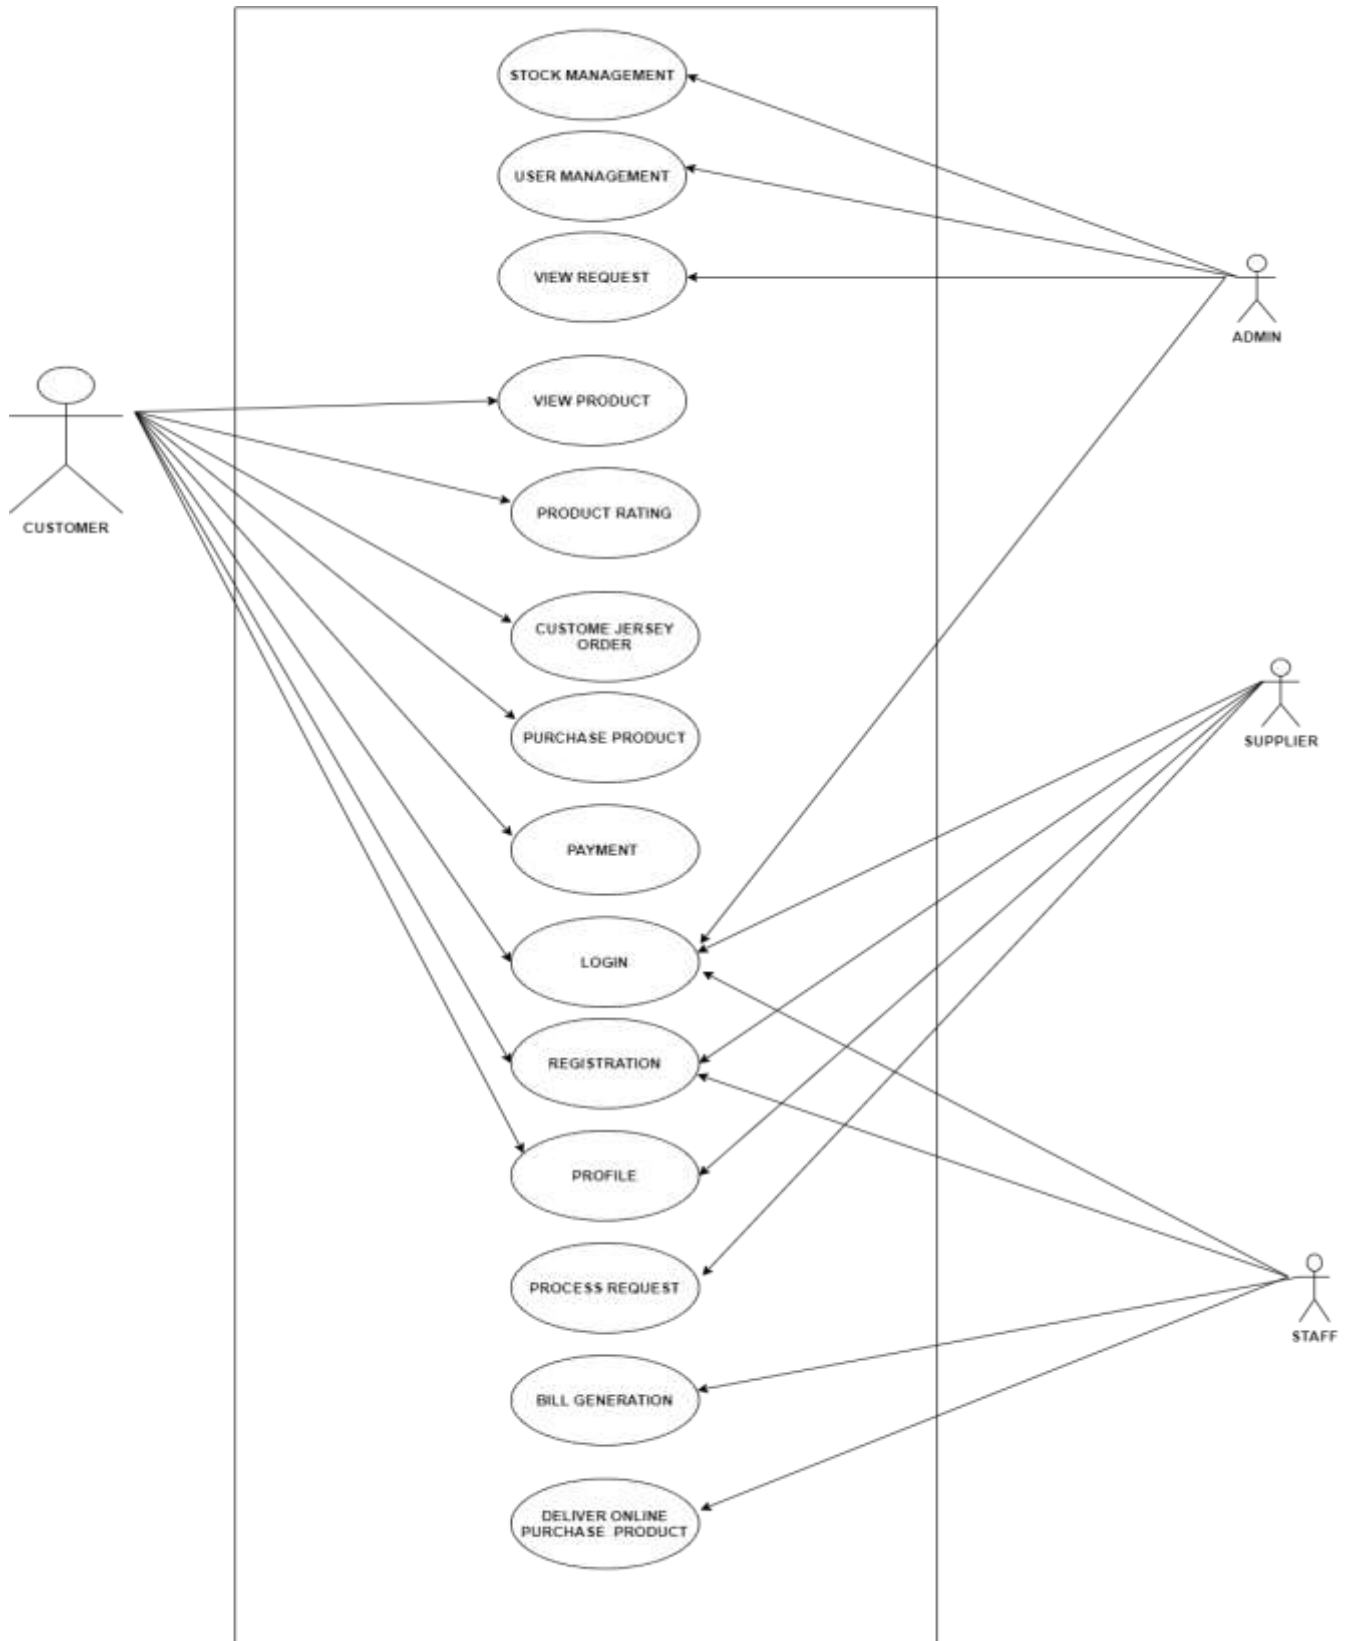 STOCK MANAGEMENT
USER MANAGEMENT
VIEW REQUEST
ADMIN
VIEW PRODUCT
CUSTOMER
PRODUCT RATING
CUSTOME JERSEY
ORDER
PURCHASE PRODUCT
SUPPLIER
PAYMENT
LOGIN
REGISTRATION
PROFILE
PROCESS REQUEST
STAFF
BILL GENERATION
DELIVER ONLINE
PURCHASE PRODUCT